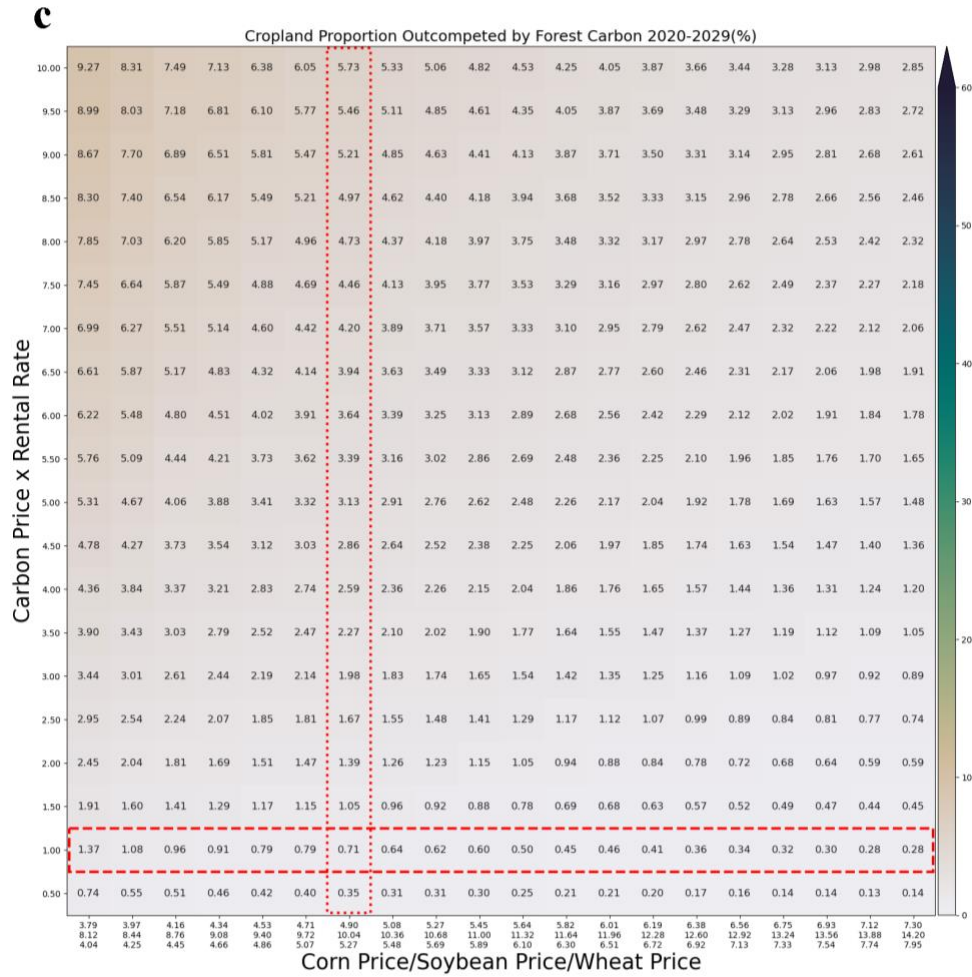 c
Cropland Proportion Outcompeted by Forest Carbon 2020-2029(%)
10.00 9.27 8.31 7.49 7.13 6.38 6.05 5.73 5.33 5.06 4.82 4.53 4.25 4.05 3.87 3.66 3.44 3.28 3.13 2.98 2.85
60
9.50 8.99 8.03 7.18 6.81 6.10 5.77 5.46 5.11 4.85 4.61 4.35 4.05 3.87 3.69 3.48 3.29 3.13 2.96 2.83 2.72
9.00 8.67 7.70 6.89 6.51 5.81 5.47 5.21 4.85 4.63 4.41 4.13 3.87 3.71 3.50 3.31 3.14 2.95 2.81 2.68 2.61
8.50 8.30 7.40 6.54 6.17 5.49 5.21 4.97 4.62 4.40 4.18 3.94 3.68 3.52 3.33 3.15 2.96 2.78 2.66 2.56 2.46
50
8.00 7.85 7.03 6.20 5.85 5.17 4.96 4.73 4.37 4.18 3.97 3.75 3.48 3.32 3.17 2.97 2.78 2.64 2.53 2.42 2.32
7.50 7.45 6.64 5.87 5.49 4.88 4.69 4.46 4.13 3.95 3.77 3.53 3.29 3.16 2.97 2.80 2.62 2.49 2.37 2.27 2.18
7.00 6.99 6.27 5.51 5.14 4.60 4.42 4.20 3.89 3.71 3.57 3.33 3.10 2.95 2.79 2.62 2.47 2.32 2.22 2.12 2.06
40
6.50 6.61 5.87 5.17 4.83 4.32 4.14 3.94 3.63 3.49 3.33 3.12 2.87 2.77 2.60 2.46 2.31 2.17 2.06 1.98 1.91
6.00 6.22 5.48 4.80 4.51 4.02 3.91 3.64 3.39 3.25 3.13 2.89 2.68 2.56 2.42 2.29 2.12 2.02 1.91 1.84 1.78
5.50 5.76 5.09 4.44 4.21 3.73 3.62 3.39 3.16 3.02 2.86 2.69 2.48 2.36 2.25 2.10 1.96 1.85 1.76 1.70 1.65
Carbon Price x Rental Rate
5.00 5.31 4.67 4.06 3.88 3.41 3.32 3.13 2.91 2.76 2.62 2.48 2.26 2.17 2.04 1.92 1.78 1.69 1.63 1.57 1.48
30
4.50 4.78 4.27 3.73 3.54 3.12 3.03 2.86 2.64 2.52 2.38 2.25 2.06 1.97 1.85 1.74 1.63 1.54 1.47 1.40 1.36
4.00 4.36 3.84 3.37 3.21 2.83 2.74 2.59 2.36 2.26 2.15 2.04 1.86 1.76 1.65 1.57 1.44 1.36 1.31 1.24 1.20
3.50 3.90 3.43 3.03 2.79 2.52 2.47 2.27 2.10 2.02 1.90 1.77 1.64 1.55 1.47 1.37 1.27 1.19 1.12 1.09 1.05
20
3.00 3.44 3.01 2.61 2.44 2.19 2.14 1.98 1.83 1.74 1.65 1.54 1.42 1.35 1.25 1.16 1.09 1.02 0.97 0.92 0.89
2.50 2.95 2.54 2.24 2.07 1.85 1.81 1.67 1.55 1.48 1.41 1.29 1.17 1.12 1.07 0.99 0.89 0.84 0.81 0.77 0.74
2.00 2.45 2.04 1.81 1.69 1.51 1.47 1.39 1.26 1.23 1.15 1.05 0.94 0.88 0.84 0.78 0.72 0.68 0.64 0.59 0.59
10
1.50 1.91 1.60 1.41 1.29 1.17 1.15 1.05 0.96 0.92 0.88 0.78 0.69 0.68 0.63 0.57 0.52 0.49 0.47 0.44 0.45
1.00 1.37 1.08 0.96 0.91 0.79 0.79 0.71 0.64 0.62 0.60 0.50 0.45 0.46 0.41 0.36 0.34 0.32 0.30 0.28 0.28
0.50 0.74 0.55 0.51 0.46 0.42 0.40 0.35 0.31 0.31 0.30 0.25 0.21 0.21 0.20 0.17 0.16 0.14 0.14 0.13 0.14
0
3.79 3.97 4.16 4.34 4.53 4.71 4.90 5.08 5.27 5.45 5.64 5.82 6.01 6.19 6.38 6.56 6.75 6.93 7.12 7.30
8.12 8.44 8.76 9.08 9.40 9.72 10.04 10.36 10.68 11.00 11.32 11.64 11.96 12.28 12.60 12.92 13.24 13.56 13.88 14.20
4.04 4.25 4.45 4.66 4.86 5.07 5.27 5.48 5.69 5.89 6.10 6.30 6.51 6.72 6.92 7.13 7.33 7.54 7.74 7.95
Corn Price/Soybean Price/Wheat Price